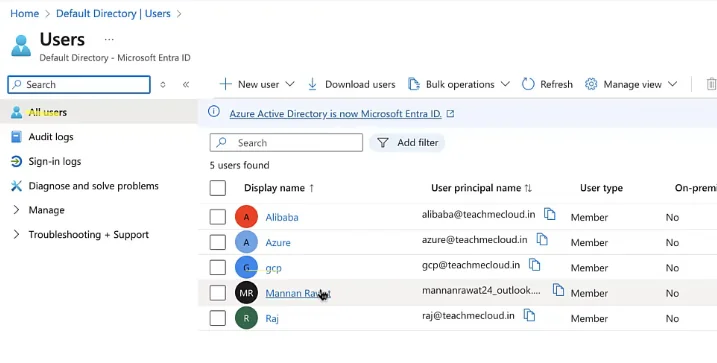 Home > Default Directory | Users >
Users ...
Default Directory - Microsoft Entra ID
Search
New user
Download users
Bulk operations
Refresh
Manage view
All users
Audit logs
Sign-in logs
Diagnose and solve problems
Manage
Troubleshooting + Support
Azure Active Directory is now Microsoft Entra ID.
Search
Add filter
5 users found
Display name ↑ User principal name ↑↓ User type On-premi
A Alibaba alibaba@teachmecloud.in Member No
A Azure azure@teachmecloud.in Member No
G gcp gcp@teachmecloud.in Member No
MR Mannan Rawat mannanrawat24_outlook.... Member No
R Raj raj@teachmecloud.in Member No